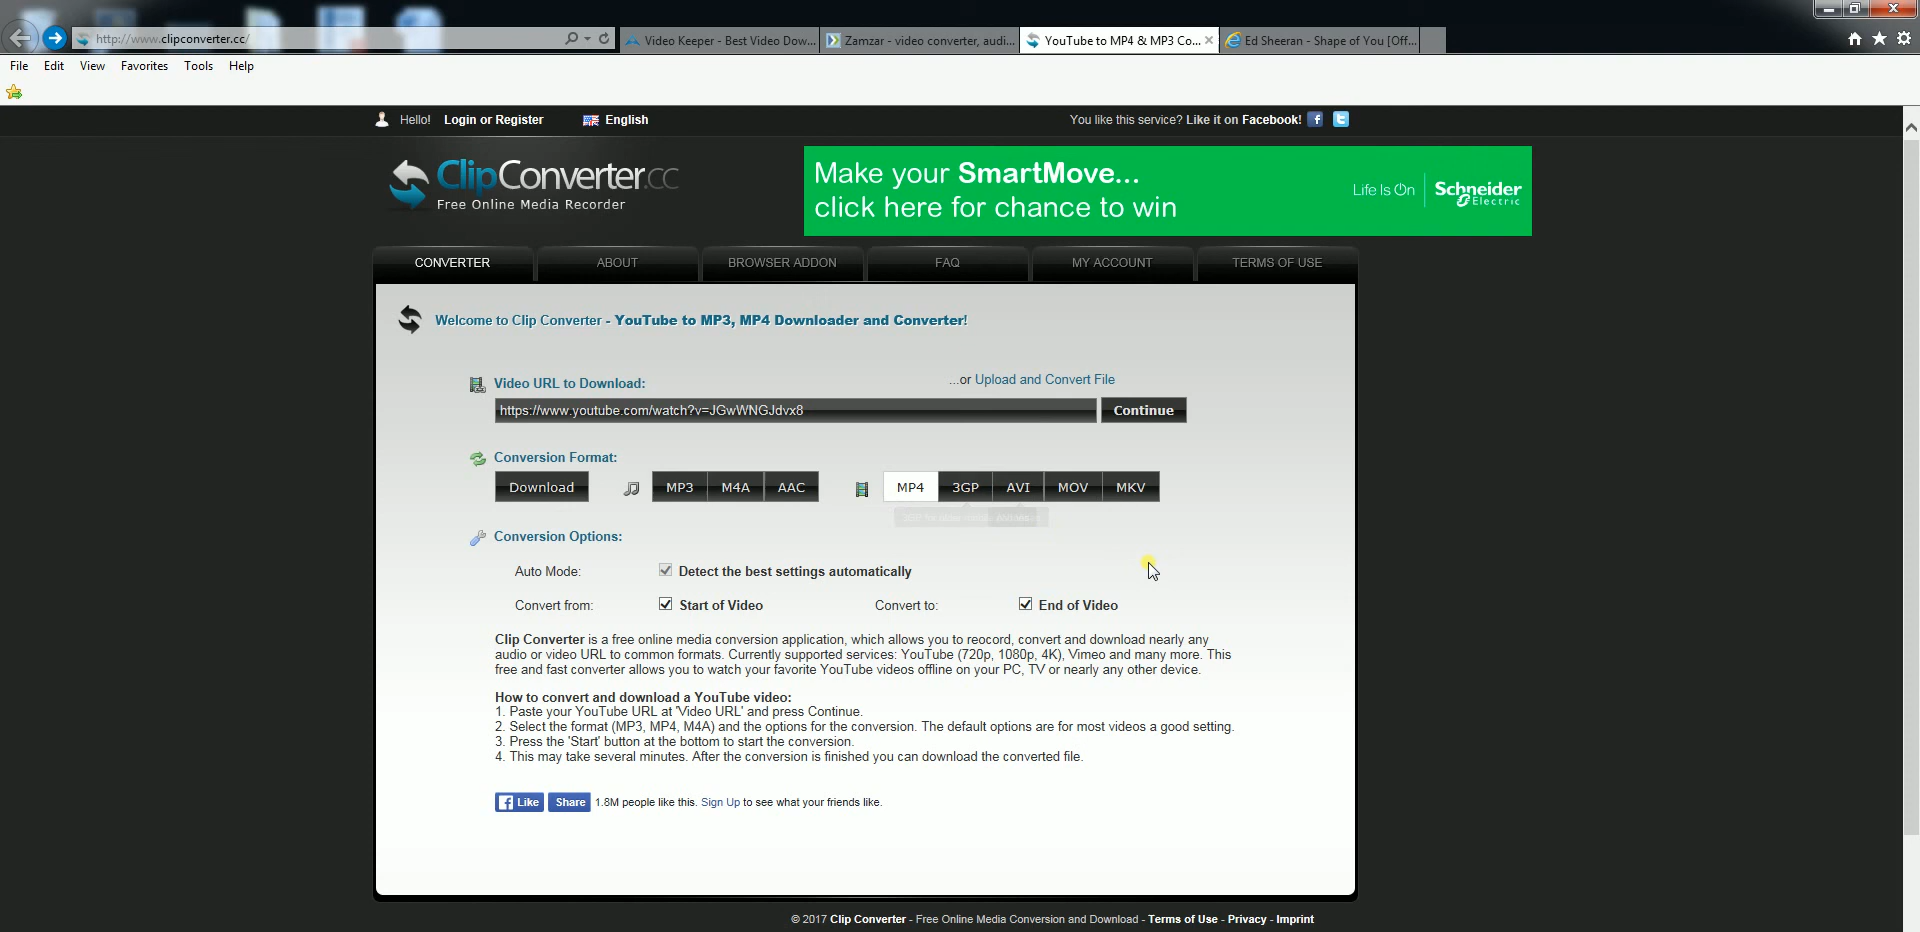 http://www.clipconverter.cc/
Video Keeper - Best Video Dow...
Zamzar - video converter, audi...
YouTube to MP4 & MP3 Co...
Ed Sheeran - Shape of You [Off...
File Edit View Favorites Tools Help
Hello! Login or Register English
You like this service? Like it on Facebook!
ClipConverter.cc
Free Online Media Recorder
Make your SmartMove...
click here for chance to win
Life Is On
Schneider
Electric
CONVERTER ABOUT BROWSER ADDON FAQ MY ACCOUNT TERMS OF USE
Welcome to Clip Converter - YouTube to MP3, MP4 Downloader and Converter!
Video URL to Download:
...or Upload and Convert File
https://www.youtube.com/watch?v=JGwWNGJdvx8
Continue
Conversion Format:
Download MP3 M4A AAC MP4 3GP AVI MOV MKV
Conversion Options:
Auto Mode: Detect the best settings automatically
Convert from: Start of Video Convert to: End of Video
Clip Converter is a free online media conversion application, which allows you to reocord, convert and download nearly any
audio or video URL to common formats. Currently supported services: YouTube (720p, 1080p, 4K), Vimeo and many more. This
free and fast converter allows you to watch your favorite YouTube videos offline on your PC, TV or nearly any other device.
How to convert and download a YouTube video:
1. Paste your YouTube URL at 'Video URL' and press Continue.
2. Select the format (MP3, MP4, M4A) and the options for the conversion. The default options are for most videos a good setting.
3. Press the 'Start' button at the bottom to start the conversion.
4. This may take several minutes. After the conversion is finished you can download the converted file.
Like Share 1.8M people like this. Sign Up to see what your friends like.
© 2017 Clip Converter - Free Online Media Conversion and Download - Terms of Use - Privacy - Imprint